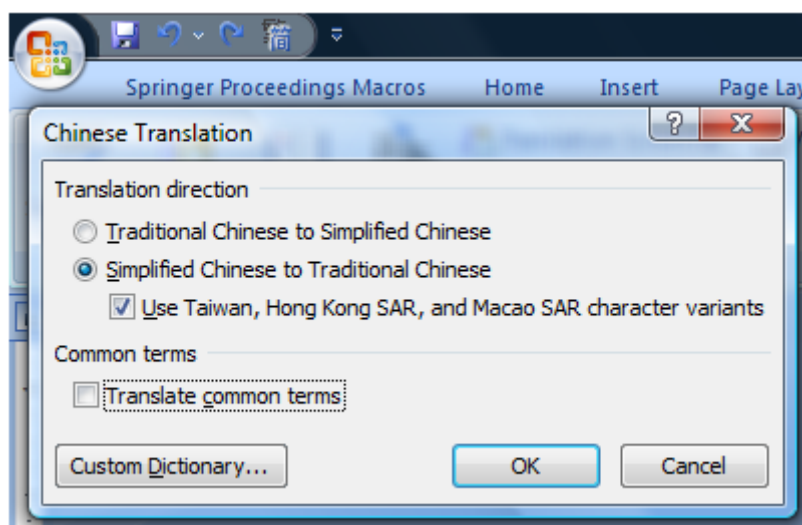 简
Springer Proceedings Macros Home Insert Page Lay
Chinese Translation
Translation direction
Traditional Chinese to Simplified Chinese
Simplified Chinese to Traditional Chinese
Use Taiwan, Hong Kong SAR, and Macao SAR character variants
Common terms
Translate common terms
Custom Dictionary... OK Cancel